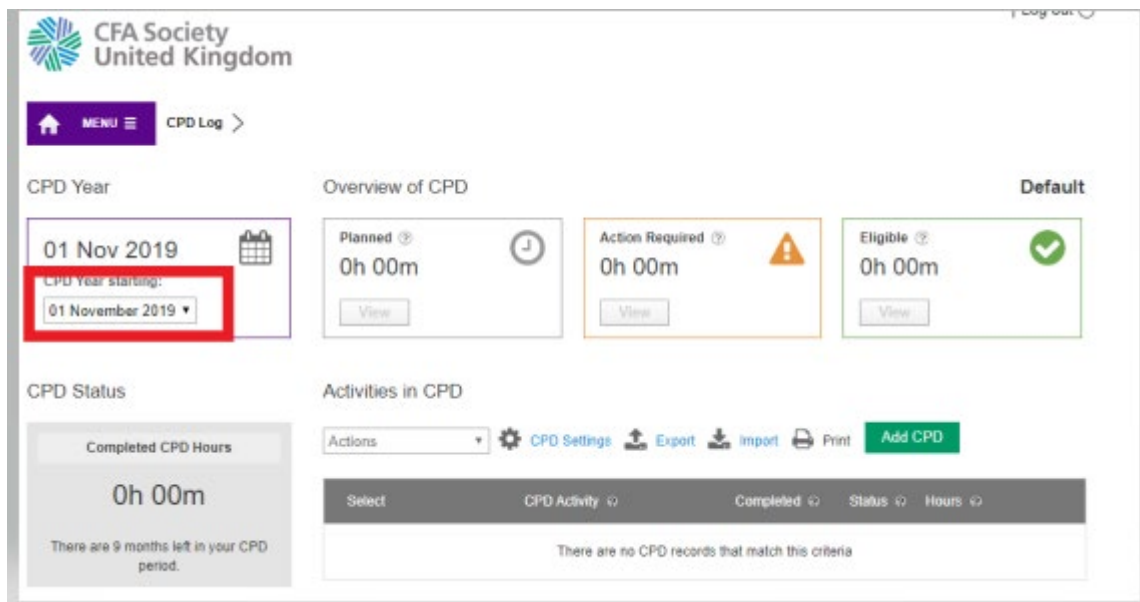 Log Out
CFA Society
United Kingdom
MENU
CPD Log
CPD Year
Overview of CPD
Default
01 Nov 2019
CPD Year starting:
01 November 2019
Planned
0h 00m
View
Action Required
0h 00m
View
Eligible
0h 00m
View
CPD Status
Activities in CPD
Completed CPD Hours
0h 00m
There are 9 months left in your CPD
period.
Actions
CPD Settings
Export
Import
Print
Add CPD
Select
CPD Activity
Completed
Status
Hours
There are no CPD records that match this criteria